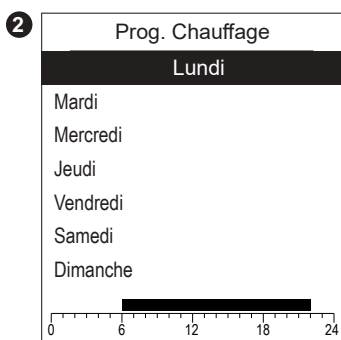 2
Prog. Chauffage
Lundi
Mardi
Mercredi
Jeudi
Vendredi
Samedi
Dimanche
0 6 12 18 24